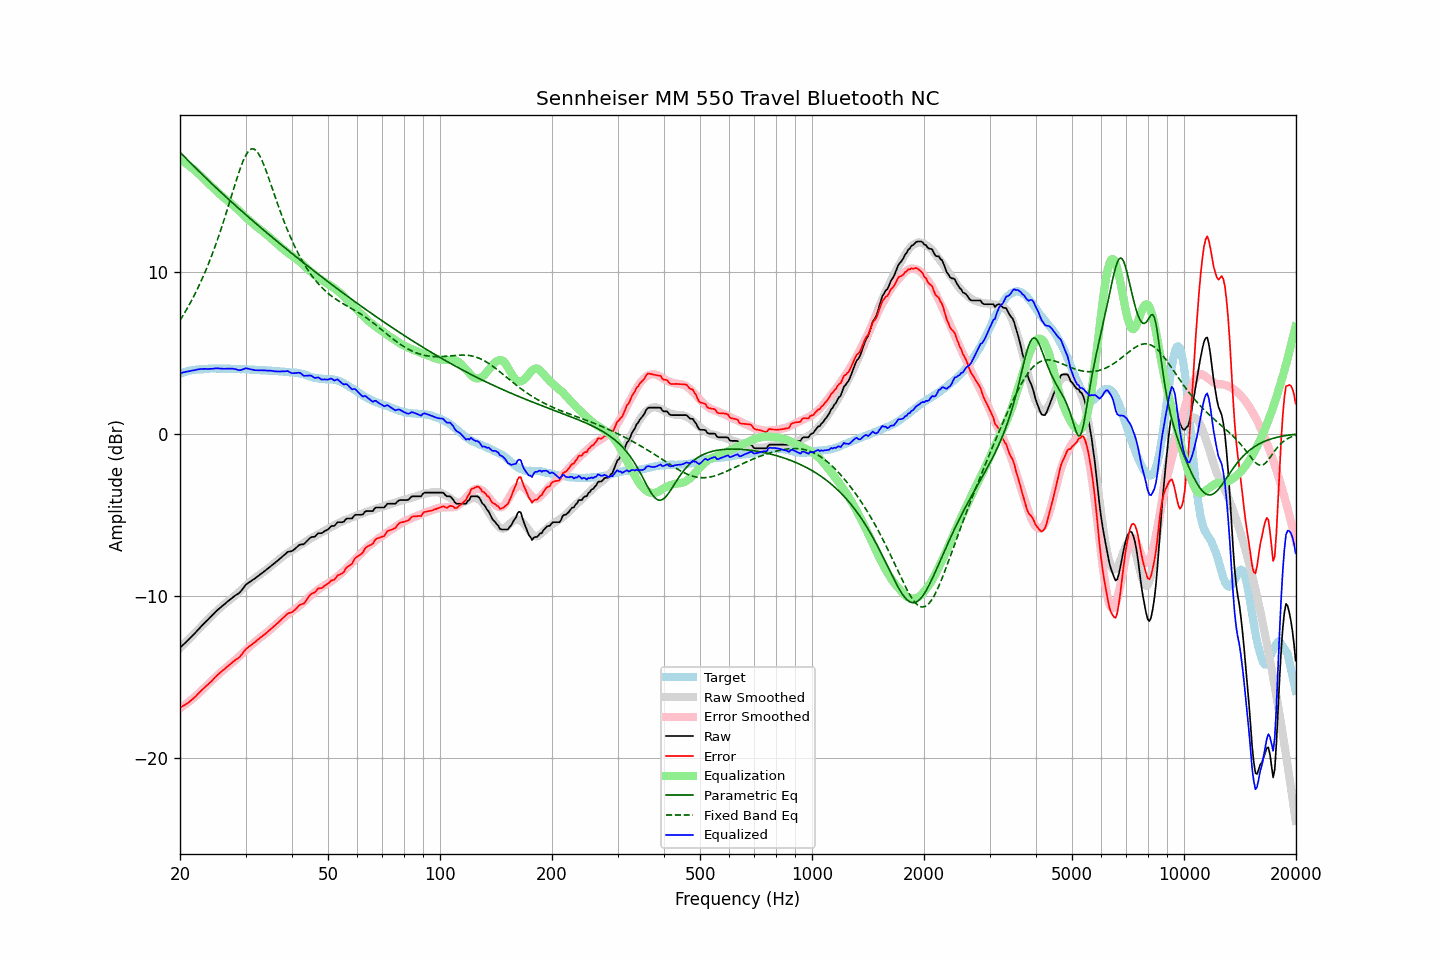 Sennheiser MM 550 Travel Bluetooth NC
Amplitude (dBr)
10
0
−10
−20
Target
Raw Smoothed
Error Smoothed
Raw
Error
Equalization
Parametric Eq
Fixed Band Eq
Equalized
20 50 100 200 500 1000 2000 5000 10000 20000
Frequency (Hz)